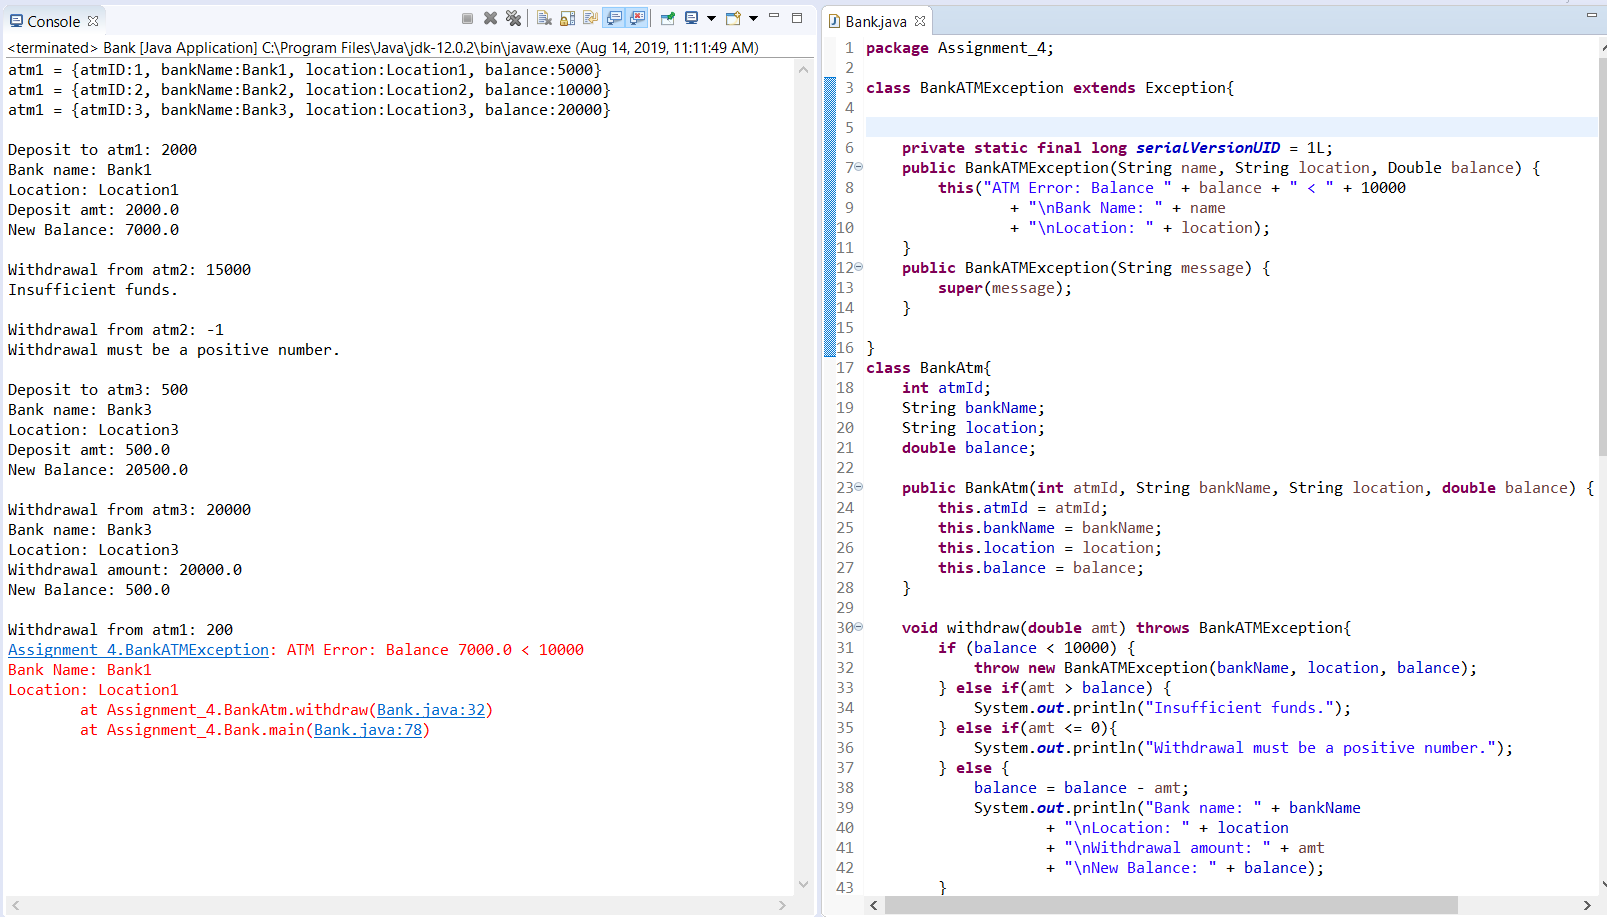 Console
<terminated> Bank [Java Application] C:\Program Files\Java\jdk-12.0.2\bin\javaw.exe (Aug 14, 2019, 11:11:49 AM)
atm1 = {atmID:1, bankName:Bank1, location:Location1, balance:5000}
atm1 = {atmID:2, bankName:Bank2, location:Location2, balance:10000}
atm1 = {atmID:3, bankName:Bank3, location:Location3, balance:20000}
Deposit to atm1: 2000
Bank name: Bank1
Location: Location1
Deposit amt: 2000.0
New Balance: 7000.0
Withdrawal from atm2: 15000
Insufficient funds.
Withdrawal from atm2: -1
Withdrawal must be a positive number.
Deposit to atm3: 500
Bank name: Bank3
Location: Location3
Deposit amt: 500.0
New Balance: 20500.0
Withdrawal from atm3: 20000
Bank name: Bank3
Location: Location3
Withdrawal amount: 20000.0
New Balance: 500.0
Withdrawal from atm1: 200
Assignment_4.BankATMException: ATM Error: Balance 7000.0 < 10000
Bank Name: Bank1
Location: Location1
at Assignment_4.BankAtm.withdraw(Bank.java:32)
at Assignment_4.Bank.main(Bank.java:78)
Bank.java
1 package Assignment_4;
2
3 class BankATMException extends Exception{
4
5
6 private static final long serialVersionUID = 1L;
7 public BankATMException(String name, String location, Double balance) {
8 this("ATM Error: Balance " + balance + " < " + 10000
9 + "\nBank Name: " + name
10 + "\nLocation: " + location);
11 }
12 public BankATMException(String message) {
13 super(message);
14 }
15
16 }
17 class BankAtm{
18 int atmId;
19 String bankName;
20 String location;
21 double balance;
22
23 public BankAtm(int atmId, String bankName, String location, double balance) {
24 this.atmId = atmId;
25 this.bankName = bankName;
26 this.location = location;
27 this.balance = balance;
28 }
29
30 void withdraw(double amt) throws BankATMException{
31 if (balance < 10000) {
32 throw new BankATMException(bankName, location, balance);
33 } else if(amt > balance) {
34 System.out.println("Insufficient funds.");
35 } else if(amt <= 0){
36 System.out.println("Withdrawal must be a positive number.");
37 } else {
38 balance = balance - amt;
39 System.out.println("Bank name: " + bankName
40 + "\nLocation: " + location
41 + "\nWithdrawal amount: " + amt
42 + "\nNew Balance: " + balance);
43 }